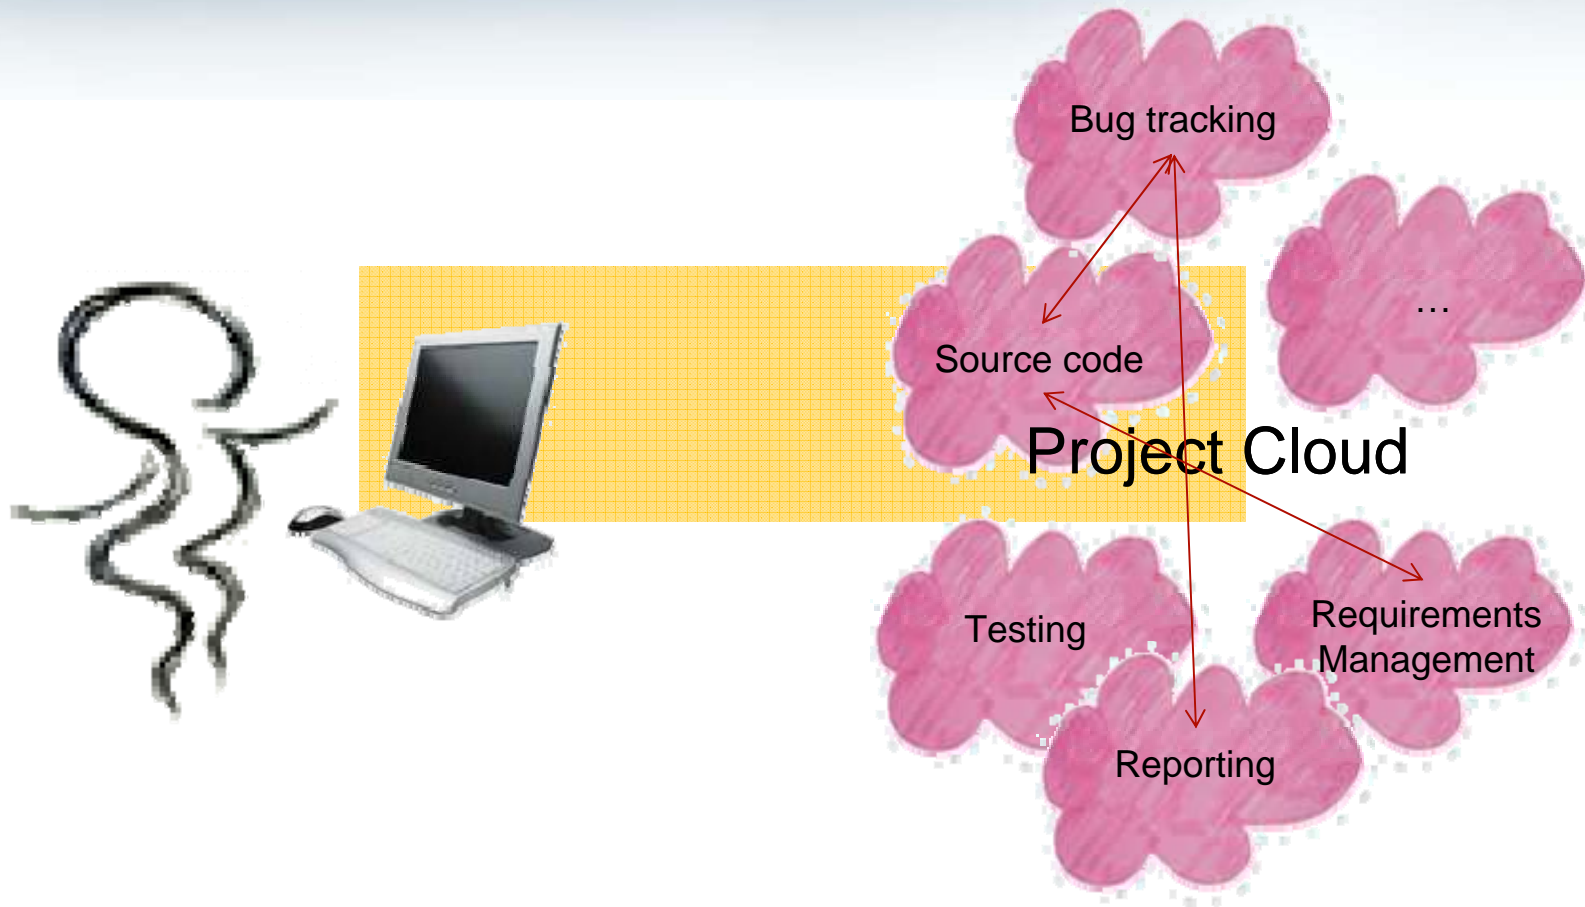 Bug tracking
…
Source code
Project Cloud
Testing
Requirements
Management
Reporting